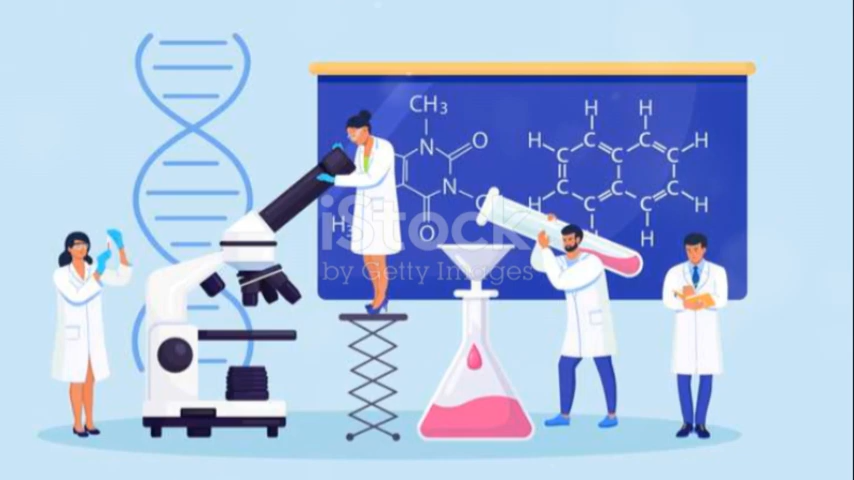 CH₃
N
O
N
O
H₃
H H
H C C C H
C C
C C
H C C C H
H H
iStock
by Getty Images